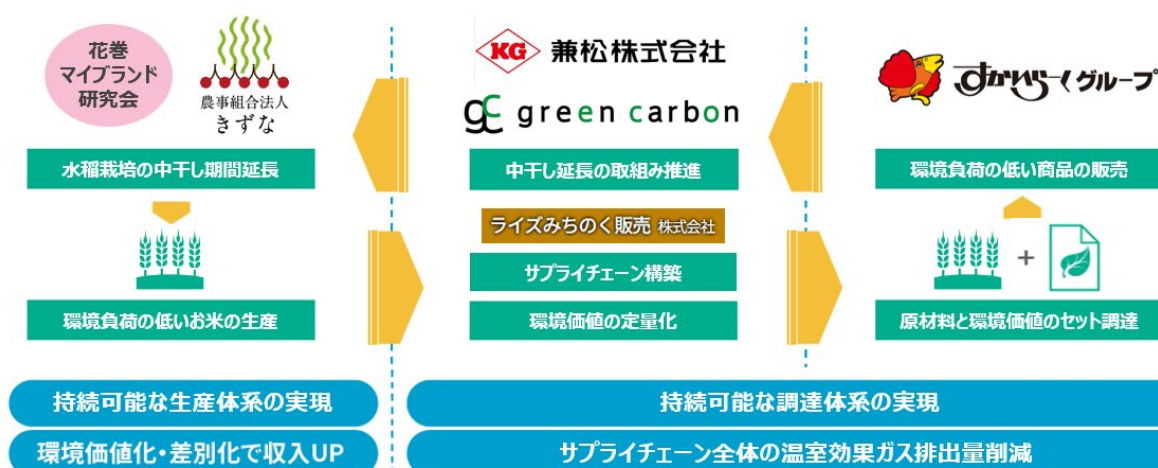 花巻
マイブランド
研究会
農事組合法人
きずな
水稲栽培の中干し期間延長
環境負荷の低いお米の生産
KG 兼松株式会社
gc green carbon
中干し延長の取組み推進
ライズみちのく販売 株式会社
サプライチェーン構築
環境価値の定量化
すかいらーくグループ
環境負荷の低い商品の販売
+
原材料と環境価値のセット調達
持続可能な生産体系の実現
持続可能な調達体系の実現
環境価値化・差別化で収入UP
サプライチェーン全体の温室効果ガス排出量削減